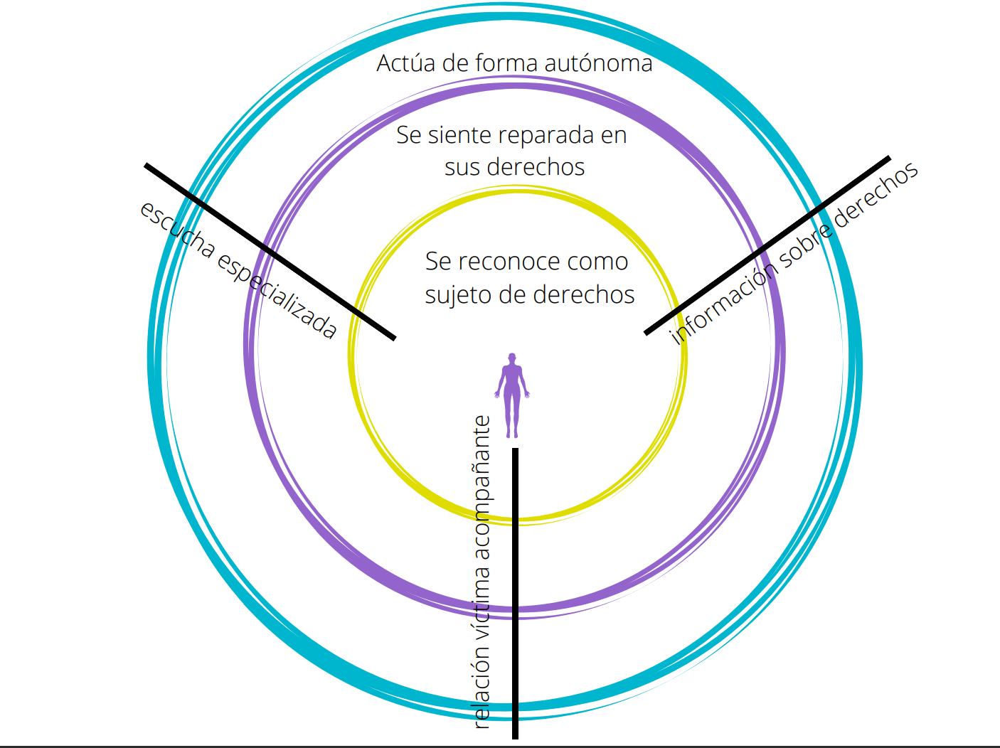 Actúa de forma autónoma
Se siente reparada en
sus derechos
Se reconoce como
sujeto de derechos
escucha especializada
información sobre derechos
relación víctima acompañante